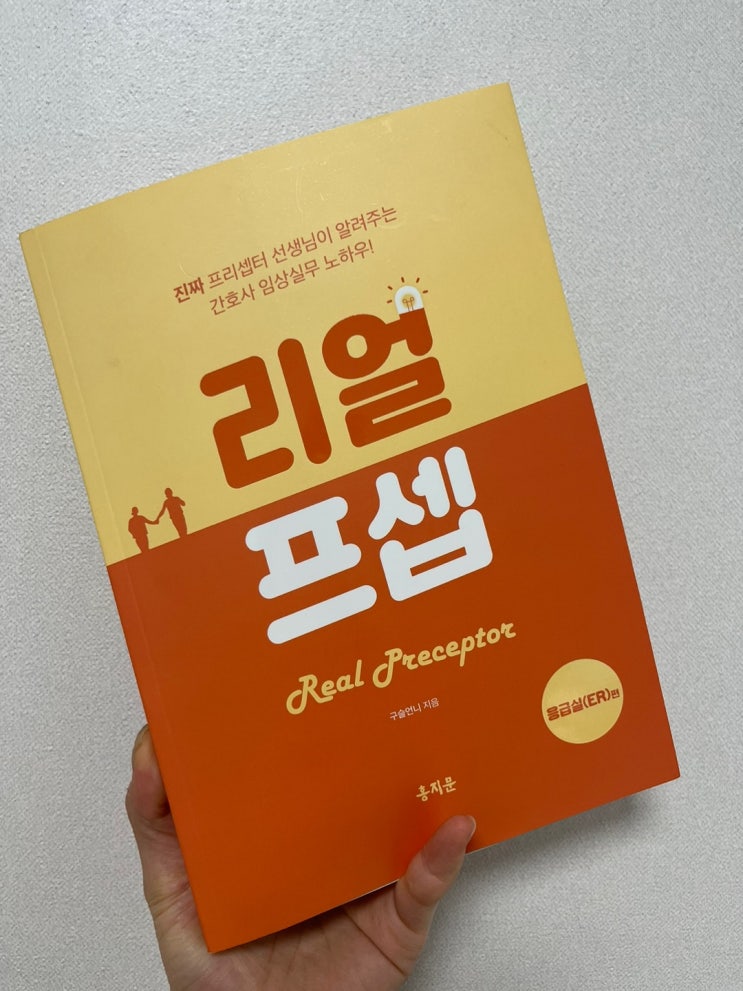 진짜 프리셉터 선생님이 알려주는
간호사 임상실무 노하우!
리얼
프셉
Real Preceptor
구슬언니 지음
응급실(ER)편
홍지문